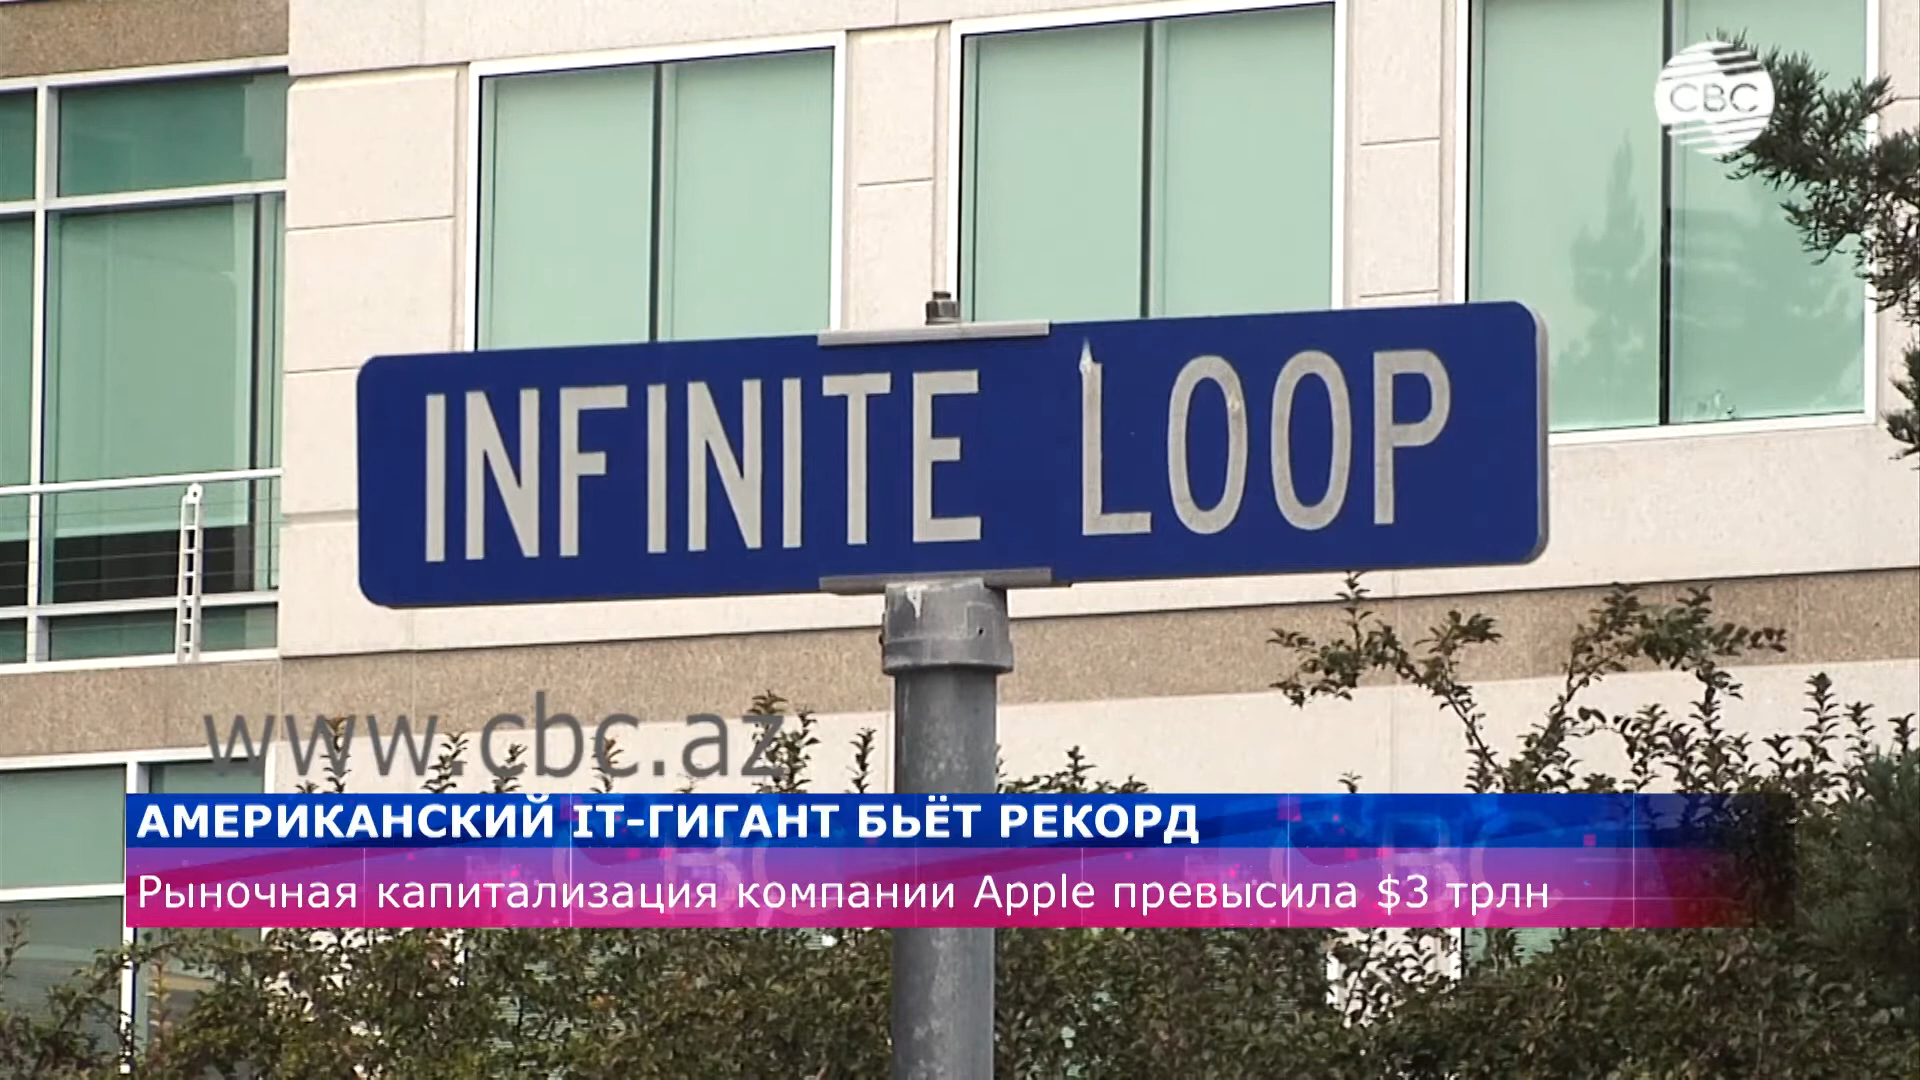 CBC
INFINITE LOOP
www.cbc.az
АМЕРИКАНСКИЙ IT-ГИГАНТ БЬЁТ РЕКОРД
Рыночная капитализация компании Apple превысила $3 трлн